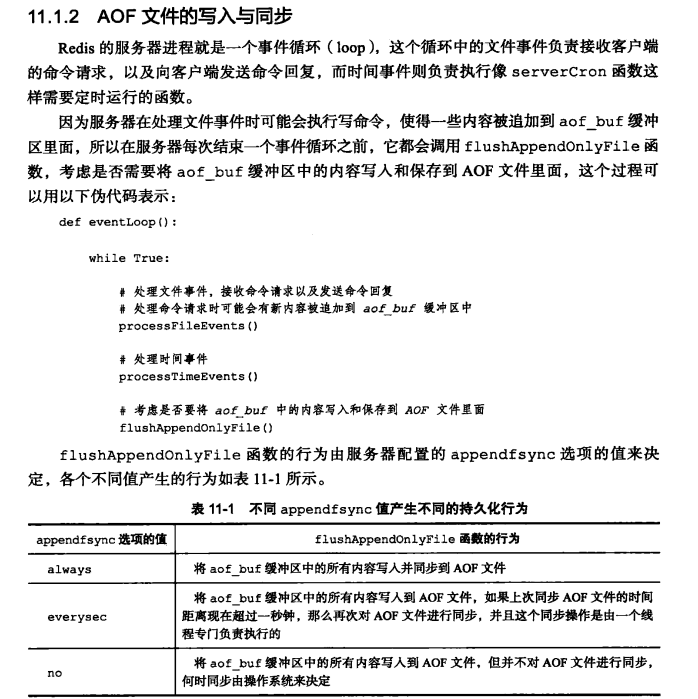 11.1.2 AOF 文件的写入与同步
Redis 的服务器进程就是一个事件循环（loop），这个循环中的文件事件负责接收客户端
的命令请求，以及向客户端发送命令回复，而时间事件则负责执行像 serverCron 函数这
样需要定时运行的函数。
因为服务器在处理文件事件时可能会执行写命令，使得一些内容被追加到 aof_buf 缓冲
区里面，所以在服务器每次结束一个事件循环之前，它都会调用 flushAppendOnlyFile 函
数，考虑是否需要将 aof_buf 缓冲区中的内容写入和保存到 AOF 文件里面，这个过程可
以用以下伪代码表示：
def eventLoop():
while True:
# 处理文件事件，接收命令请求以及发送命令回复
# 处理命令请求时可能会有新内容被追加到 aof_buf 缓冲区中
processFileEvents()
# 处理时间事件
processTimeEvents()
# 考虑是否要将 aof_buf 中的内容写入和保存到 AOF 文件里面
flushAppendOnlyFile()
flushAppendOnlyFile 函数的行为由服务器配置的 appendfsync 选项的值来决
定，各个不同值产生的行为如表 11-1 所示。
表 11-1 不同 appendfsync 值产生不同的持久化行为
appendfsync 选项的值 flushAppendOnlyFile 函数的行为
always 将 aof_buf 缓冲区中的所有内容写入并同步到 AOF 文件
将 aof_buf 缓冲区中的所有内容写入到 AOF 文件，如果上次同步 AOF 文件的时间
everysec 距离现在超过一秒钟，那么再次对 AOF 文件进行同步，并且这个同步操作是由一个线
程专门负责执行的
no 将 aof_buf 缓冲区中的所有内容写入到 AOF 文件，但并不对 AOF 文件进行同步，
何时同步由操作系统来决定